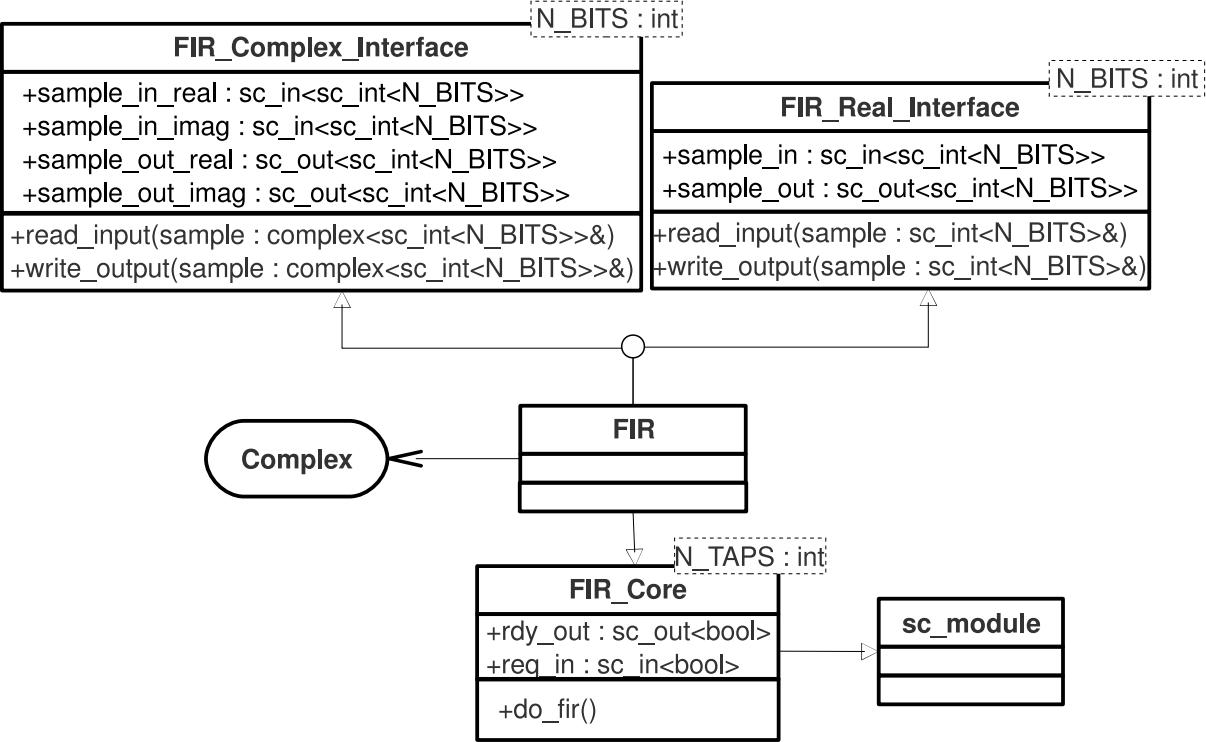 N_BITS : int
FIR_Complex_Interface
+sample_in_real : sc_in<sc_int<N_BITS>>
+sample_in_imag : sc_in<sc_int<N_BITS>>
+sample_out_real : sc_out<sc_int<N_BITS>>
+sample_out_imag : sc_out<sc_int<N_BITS>>
+read_input(sample : complex<sc_int<N_BITS>>&)
+write_output(sample : complex<sc_int<N_BITS>>&)
N_BITS : int
FIR_Real_Interface
+sample_in : sc_in<sc_int<N_BITS>>
+sample_out : sc_out<sc_int<N_BITS>>
+read_input(sample : sc_int<N_BITS>&)
+write_output(sample : sc_int<N_BITS>&)
FIR
Complex
N_TAPS : int
FIR_Core
+rdy_out : sc_out<bool>
+req_in : sc_in<bool>
+do_fir()
sc_module